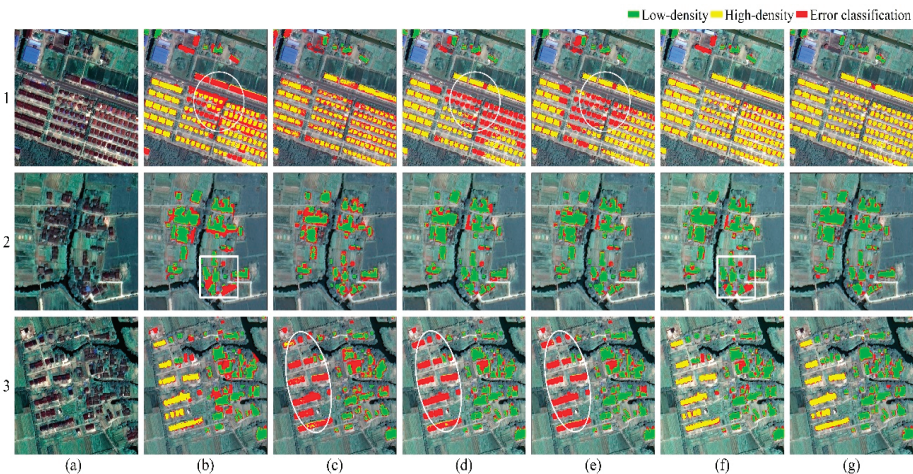 Low-density High-density Error classification
1
2
3
(a) (b) (c) (d) (e) (f) (g)